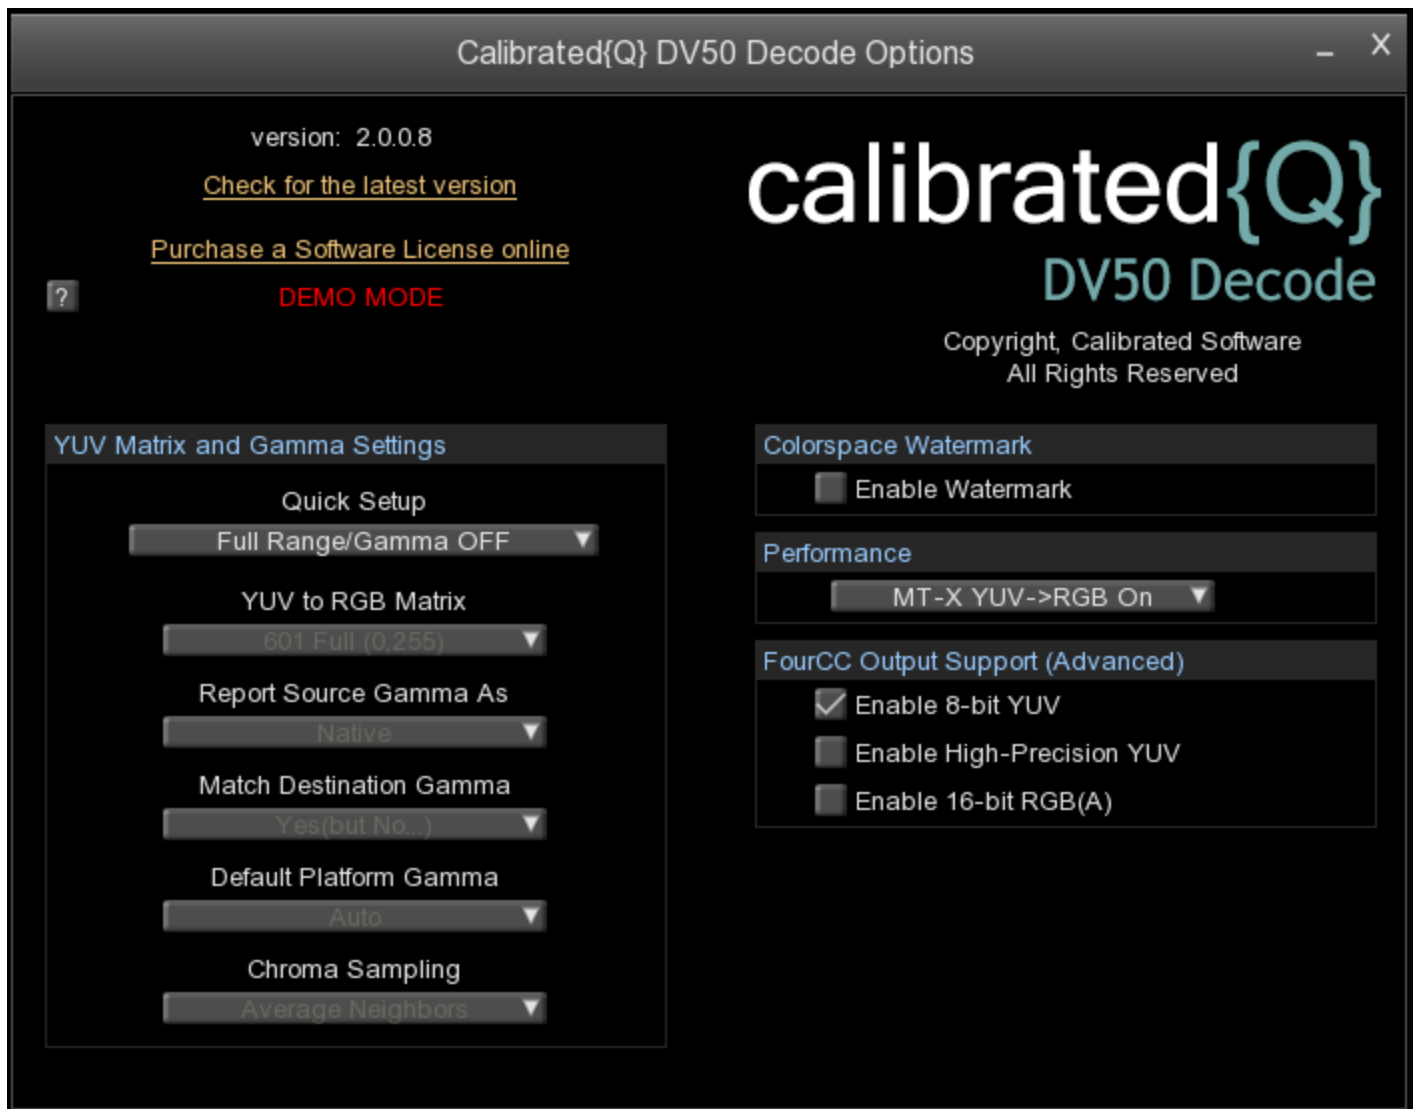 Calibrated{Q} DV50 Decode Options
version: 2.0.0.8
Check for the latest version
Purchase a Software License online
?
DEMO MODE
calibrated{Q}
DV50 Decode
Copyright, Calibrated Software
All Rights Reserved
YUV Matrix and Gamma Settings
Quick Setup
Full Range/Gamma OFF
YUV to RGB Matrix
601 Full (0,255)
Report Source Gamma As
Native
Match Destination Gamma
Yes(but No...)
Default Platform Gamma
Auto
Chroma Sampling
Average Neighbors
Colorspace Watermark
Enable Watermark
Performance
MT-X YUV->RGB On
FourCC Output Support (Advanced)
Enable 8-bit YUV
Enable High-Precision YUV
Enable 16-bit RGB(A)